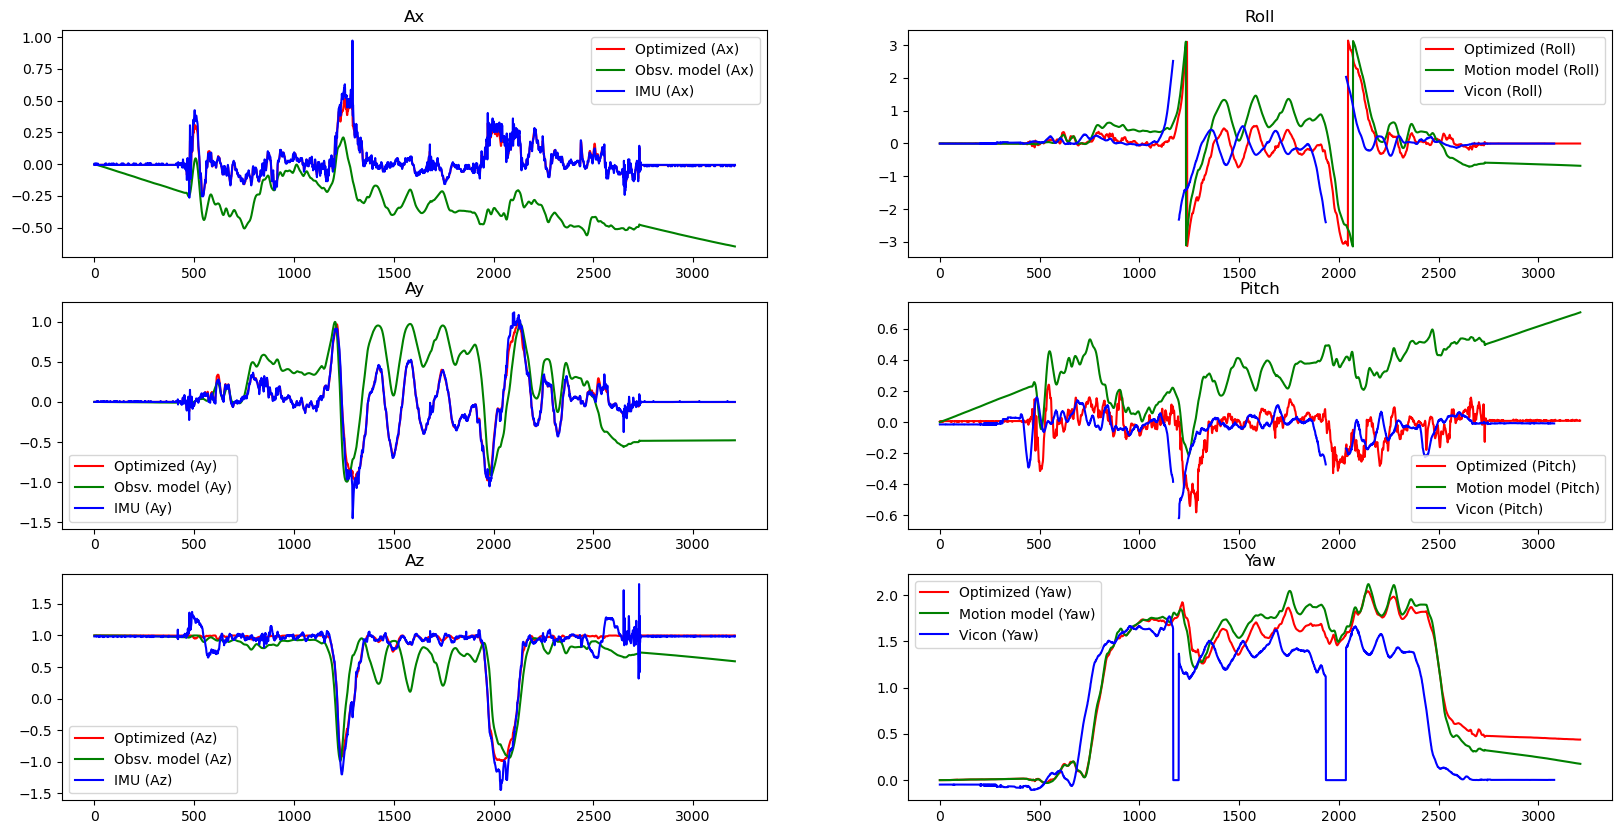 Ax
1.00
0.75
0.50
0.25
0.00
−0.25
−0.50
Optimized (Ax)
Obsv. model (Ax)
IMU (Ax)
0 500 1000 1500 2000 2500 3000
Roll
3
2
1
0
−1
−2
−3
Optimized (Roll)
Motion model (Roll)
Vicon (Roll)
0 500 1000 1500 2000 2500 3000
Ay
1.0
0.5
0.0
−0.5
−1.0
−1.5
Optimized (Ay)
Obsv. model (Ay)
IMU (Ay)
0 500 1000 1500 2000 2500 3000
Pitch
0.6
0.4
0.2
0.0
−0.2
−0.4
−0.6
Optimized (Pitch)
Motion model (Pitch)
Vicon (Pitch)
0 500 1000 1500 2000 2500 3000
Az
1.5
1.0
0.5
0.0
−0.5
−1.0
−1.5
Optimized (Az)
Obsv. model (Az)
IMU (Az)
0 500 1000 1500 2000 2500 3000
Yaw
2.0
1.5
1.0
0.5
0.0
Optimized (Yaw)
Motion model (Yaw)
Vicon (Yaw)
0 500 1000 1500 2000 2500 3000